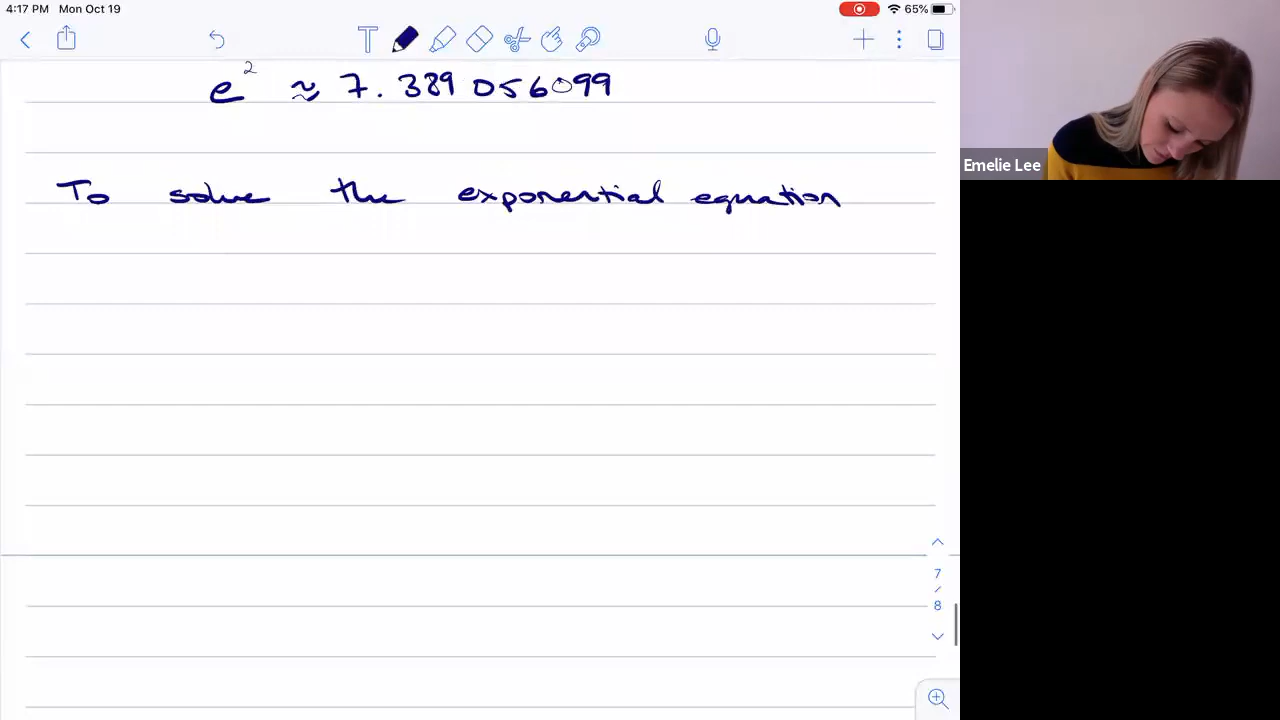 4:17 PM Mon Oct 19
65%
e² ≈ 7.389056099
To solve the exponential equation
Emelie Lee
7
/
8